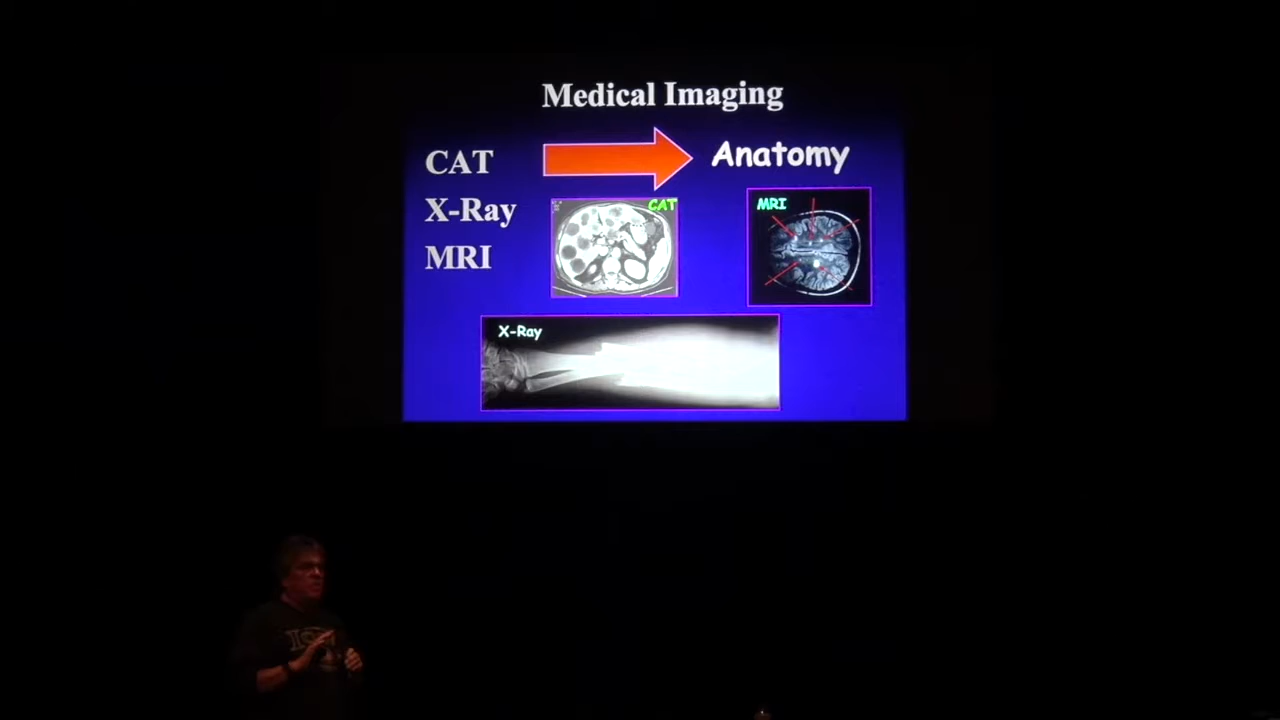 Medical Imaging
CAT
Anatomy
X-Ray
MRI
CAT
MRI
X-Ray